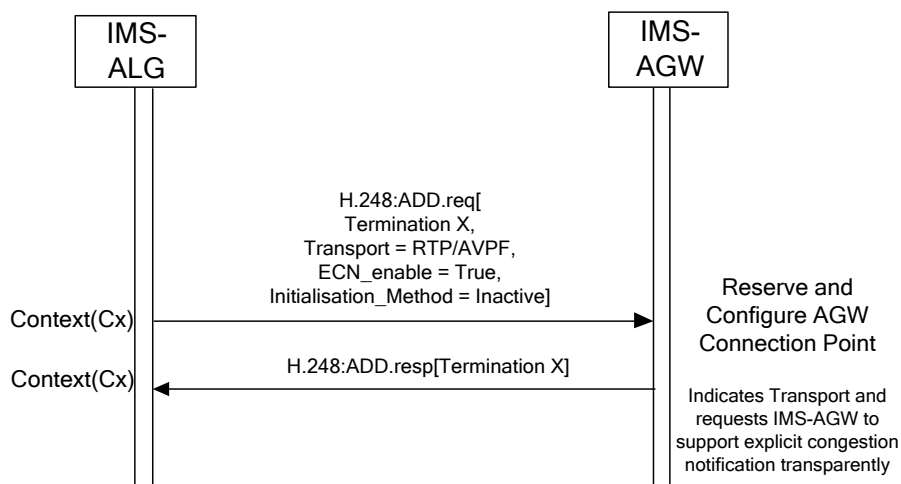 IMS-
ALG
IMS-
AGW
H.248:ADD.req[
Termination X,
Transport = RTP/AVPF,
ECN_enable = True,
Initialisation_Method = Inactive]
Context(Cx)
Reserve and
Configure AGW
Connection Point
H.248:ADD.resp[Termination X]
Context(Cx)
Indicates Transport and
requests IMS-AGW to
support explicit congestion
notification transparently